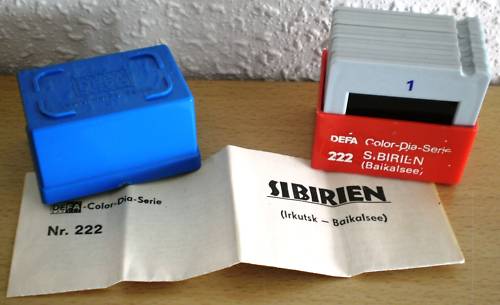 1
DEFA Color-Dia-Serie
222 SIBIRIEN
(Baikalsee)
DEFA-Color-Dia-Serie
Nr. 222
SIBIRIEN
(Irkutsk – Baikalsee)